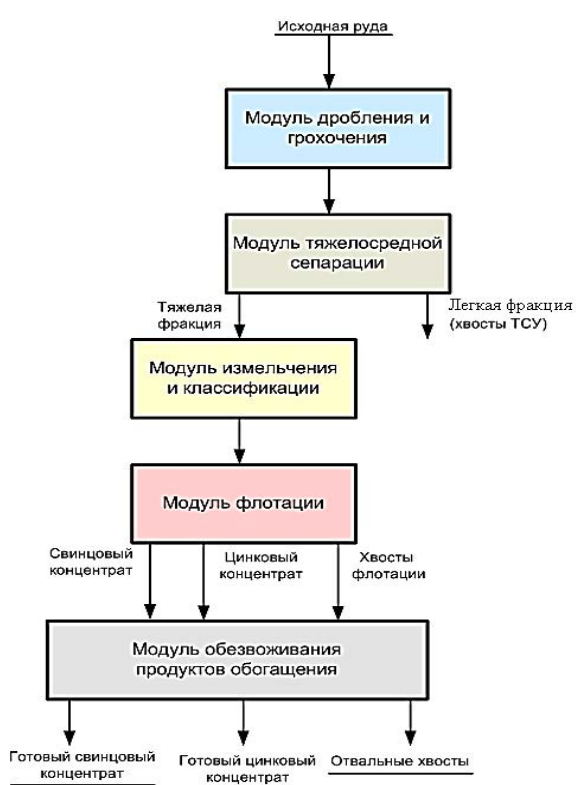 Исходная руда
Модуль дробления и
грохочения
Модуль тяжелосредной
сепарации
Тяжелая
фракция
Легкая фракция
(хвосты ТСУ)
Модуль измельчения
и классификации
Модуль флотации
Свинцовый
концентрат
Цинковый
концентрат
Хвосты
флотации
Модуль обезвоживания
продуктов обогащения
Готовый свинцовый
концентрат
Готовый цинковый
концентрат
Отвальные хвосты